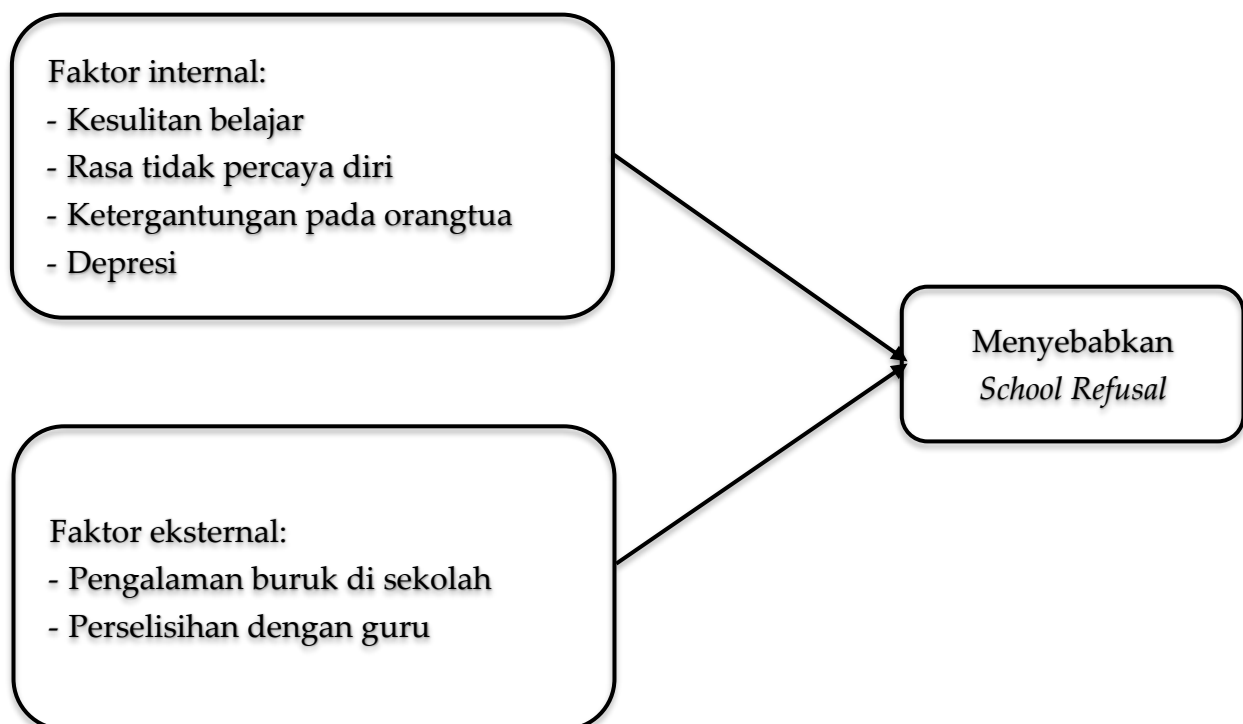 Faktor internal:
- Kesulitan belajar
- Rasa tidak percaya diri
- Ketergantungan pada orangtua
- Depresi
Menyebabkan
School Refusal
Faktor eksternal:
- Pengalaman buruk di sekolah
- Perselisihan dengan guru